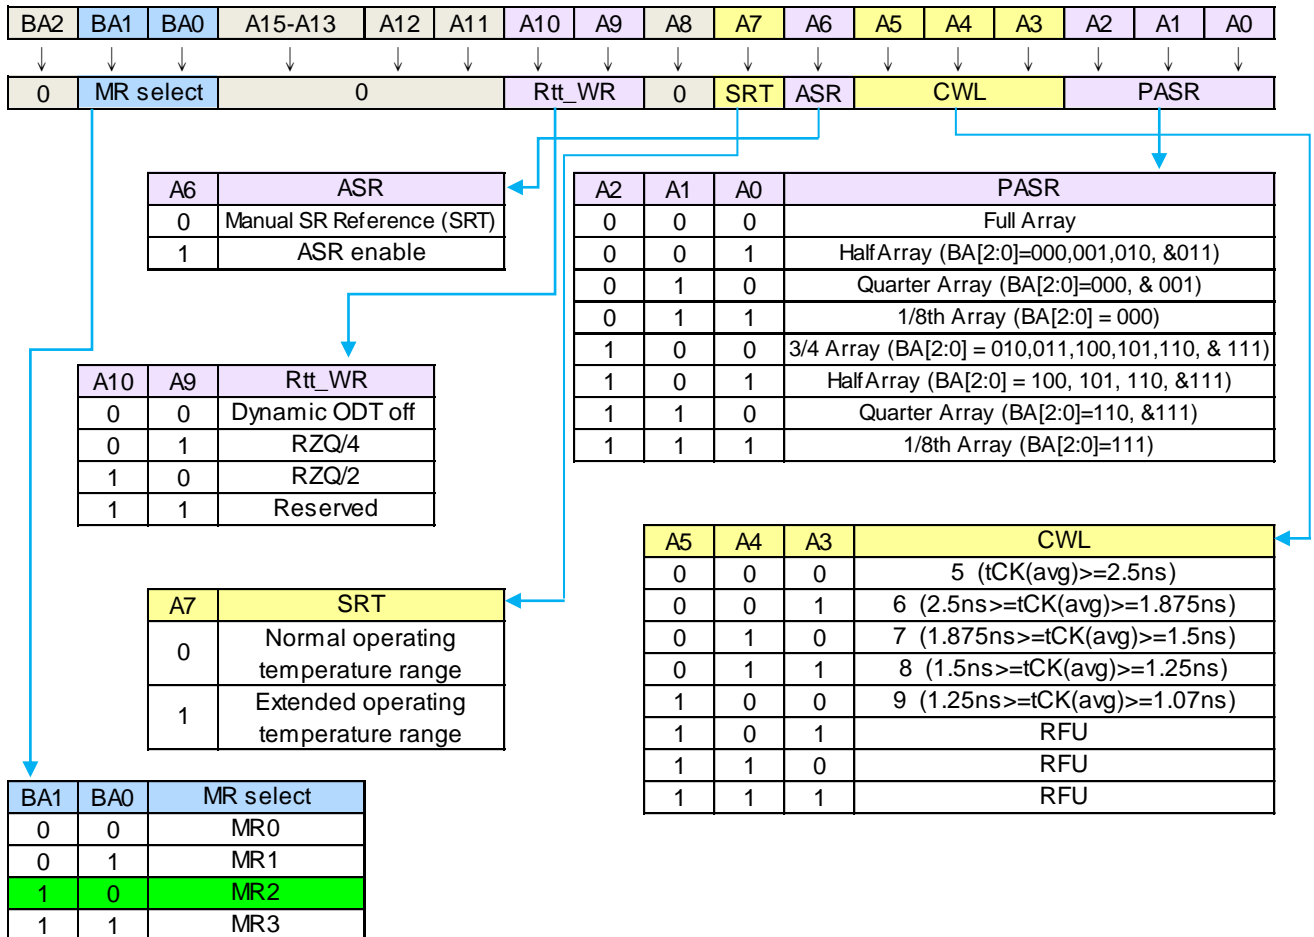 BA2 BA1 BA0 A15-A13 A12 A11 A10 A9 A8 A7 A6 A5 A4 A3 A2 A1 A0
0 MR select 0 Rtt_WR 0 SRT ASR CWL PASR
A6 ASR
0 Manual SR Reference (SRT)
1 ASR enable
A2 A1 A0 PASR
0 0 0 Full Array
0 0 1 HalfArray (BA[2:0]=000,001,010, &011)
0 1 0 Quarter Array (BA[2:0]=000, & 001)
0 1 1 1/8th Array (BA[2:0] = 000)
1 0 0 3/4 Array (BA[2:0] = 010,011,100,101,110, & 111)
1 0 1 HalfArray (BA[2:0] = 100, 101, 110, &111)
1 1 0 Quarter Array (BA[2:0]=110, &111)
1 1 1 1/8th Array (BA[2:0]=111)
A10 A9 Rtt_WR
0 0 Dynamic ODT off
0 1 RZQ/4
1 0 RZQ/2
1 1 Reserved
A5 A4 A3 CWL
0 0 0 5 (tCK(avg)>=2.5ns)
0 0 1 6 (2.5ns>=tCK(avg)>=1.875ns)
0 1 0 7 (1.875ns>=tCK(avg)>=1.5ns)
0 1 1 8 (1.5ns>=tCK(avg)>=1.25ns)
1 0 0 9 (1.25ns>=tCK(avg)>=1.07ns)
1 0 1 RFU
1 1 0 RFU
1 1 1 RFU
A7 SRT
0 Normal operating
temperature range
1 Extended operating
temperature range
BA1 BA0 MR select
0 0 MR0
0 1 MR1
1 0 MR2
1 1 MR3